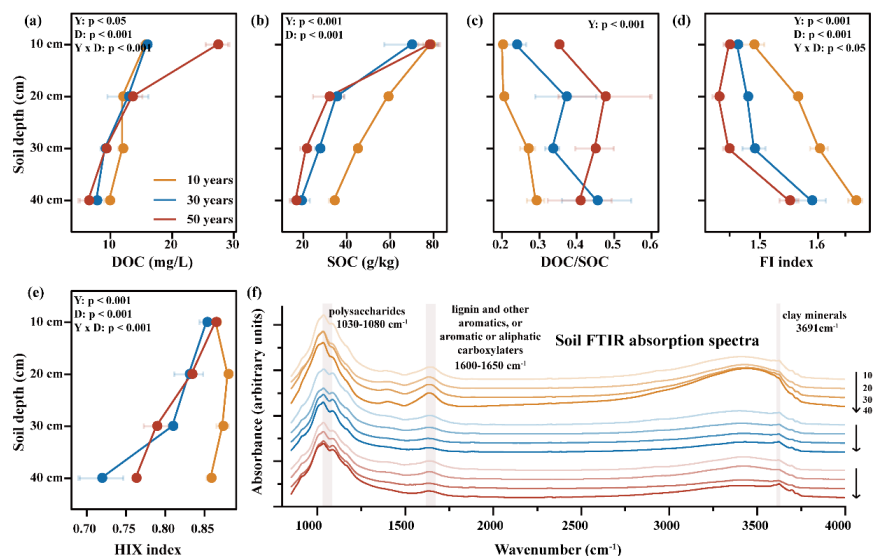 (a)
Y: p < 0.05
D: p < 0.001
Y x D: p < 0.001
10 cm
20 cm
30 cm
40 cm
Soil depth (cm)
10 years
30 years
50 years
10
20
30
DOC (mg/L)
(b)
Y: p < 0.001
D: p < 0.001
20
40
60
80
SOC (g/kg)
(c)
Y: p < 0.001
0.2
0.3
0.4
0.5
0.6
DOC/SOC
(d)
Y: p < 0.001
D: p < 0.001
Y x D: p < 0.05
1.5
1.6
FI index
(e)
Y: p < 0.001
D: p < 0.001
Y x D: p < 0.001
10 cm
20 cm
30 cm
40 cm
Soil depth (cm)
0.70
0.75
0.80
0.85
HIX index
(f)
polysaccharides
1030-1080 cm⁻¹
lignin and other
aromatics, or
aromatic or aliphatic
carboxylaters
1600-1650 cm⁻¹
Soil FTIR absorption spectra
clay minerals
3691cm⁻¹
10
20
30
40
Absorbance (arbitrary units)
1000
1500
2000
2500
3000
3500
4000
Wavenumber (cm⁻¹)